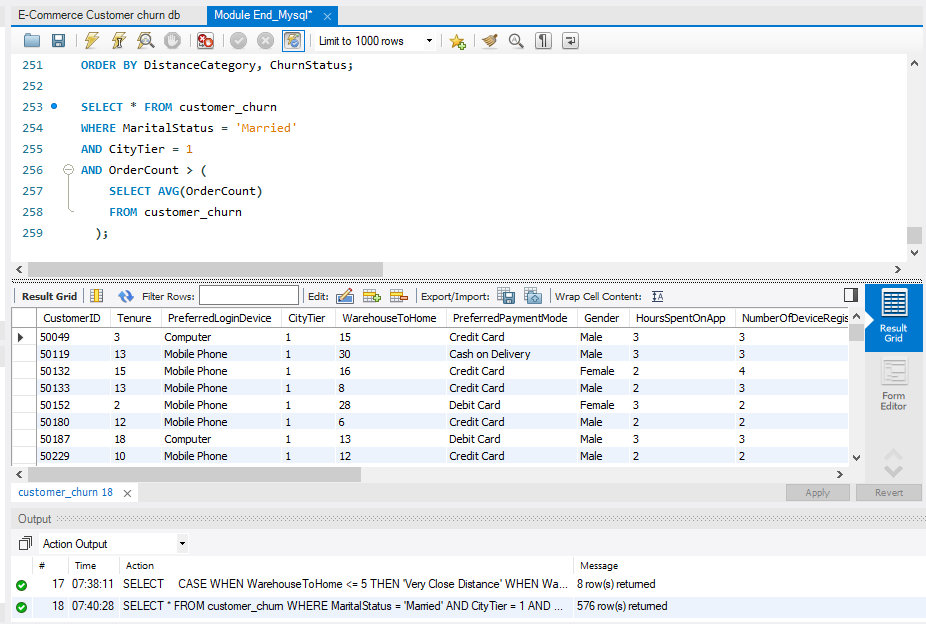 E-Commerce Customer churn db Module End_Mysql* ×
Limit to 1000 rows
251 ORDER BY DistanceCategory, ChurnStatus;
252
253 SELECT * FROM customer_churn
254 WHERE MaritalStatus = 'Married'
255 AND CityTier = 1
256 AND OrderCount > (
257 SELECT AVG(OrderCount)
258 FROM customer_churn
259 );
Result Grid Filter Rows: Edit: Export/Import: Wrap Cell Content: IA
CustomerID Tenure PreferredLoginDevice CityTier WarehouseToHome PreferredPaymentMode Gender HoursSpentOnApp NumberOfDeviceRegis
50049 3 Computer 1 15 Credit Card Male 3 3
50119 13 Mobile Phone 1 30 Cash on Delivery Male 3 3
50132 15 Mobile Phone 1 16 Credit Card Female 2 4
50133 13 Mobile Phone 1 8 Credit Card Male 2 3
50152 2 Mobile Phone 1 28 Debit Card Female 3 2
50180 12 Mobile Phone 1 6 Credit Card Male 2 2
50187 18 Computer 1 13 Debit Card Male 3 3
50229 10 Mobile Phone 1 12 Credit Card Male 2 2
Result
Grid
Form
Editor
customer_churn 18 ×
Apply Revert
Output
Action Output
# Time Action Message
17 07:38:11 SELECT CASE WHEN WarehouseToHome <= 5 THEN 'Very Close Distance' WHEN Wa... 8 row(s) returned
18 07:40:28 SELECT * FROM customer_churn WHERE MaritalStatus = 'Married' AND CityTier = 1 AND ... 576 row(s) returned